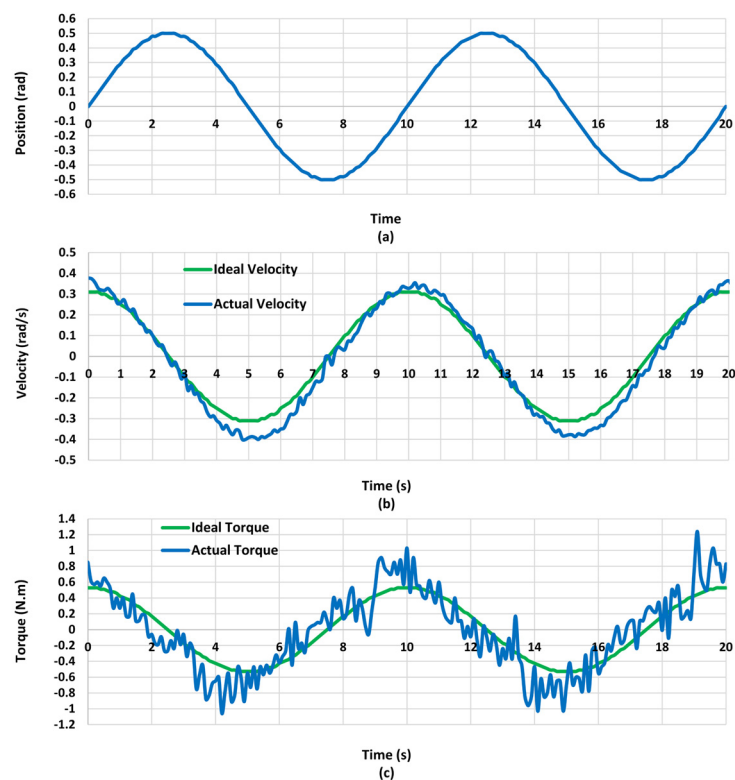 0.6
0.5
0.4
0.3
0.2
0.1
0
-0.1
-0.2
-0.3
-0.4
-0.5
-0.6
Position (rad)
0 2 4 6 8 10 12 14 16 18 20
Time
(a)
0.5
0.4
0.3
0.2
0.1
0
-0.1
-0.2
-0.3
-0.4
-0.5
Velocity (rad/s)
Ideal Velocity
Actual Velocity
0 1 2 3 4 5 6 7 8 9 10 11 12 13 14 15 16 17 18 19 20
Time (s)
(b)
1.4
1.2
1
0.8
0.6
0.4
0.2
0
-0.2
-0.4
-0.6
-0.8
-1
-1.2
Torque (N.m)
Ideal Torque
Actual Torque
0 2 4 6 8 10 12 14 16 18 20
Time (s)
(c)